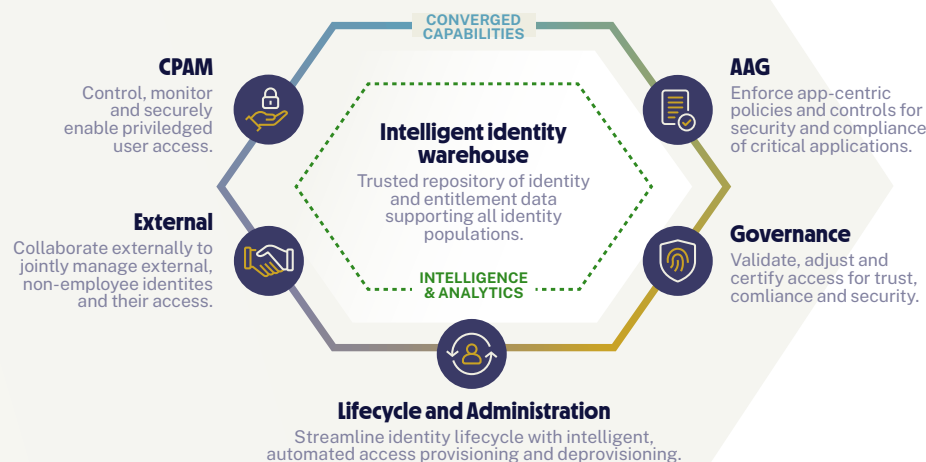 CONVERGED
CAPABILITIES
CPAM
Control, monitor
and securely
enable priviledged
user access.
AAG
Enforce app-centric
policies and controls for
security and compliance
of critical applications.
Intelligent identity
warehouse
Trusted repository of identity
and entitlement data
supporting all identity
populations.
External
Collaborate externally to
jointly manage external,
non-employee identites
and their access.
Governance
Validate, adjust and
certify access for trust,
comliance and security.
INTELLIGENCE
& ANALYTICS
Lifecycle and Administration
Streamline identity lifecycle with intelligent,
automated access provisioning and deprovisioning.